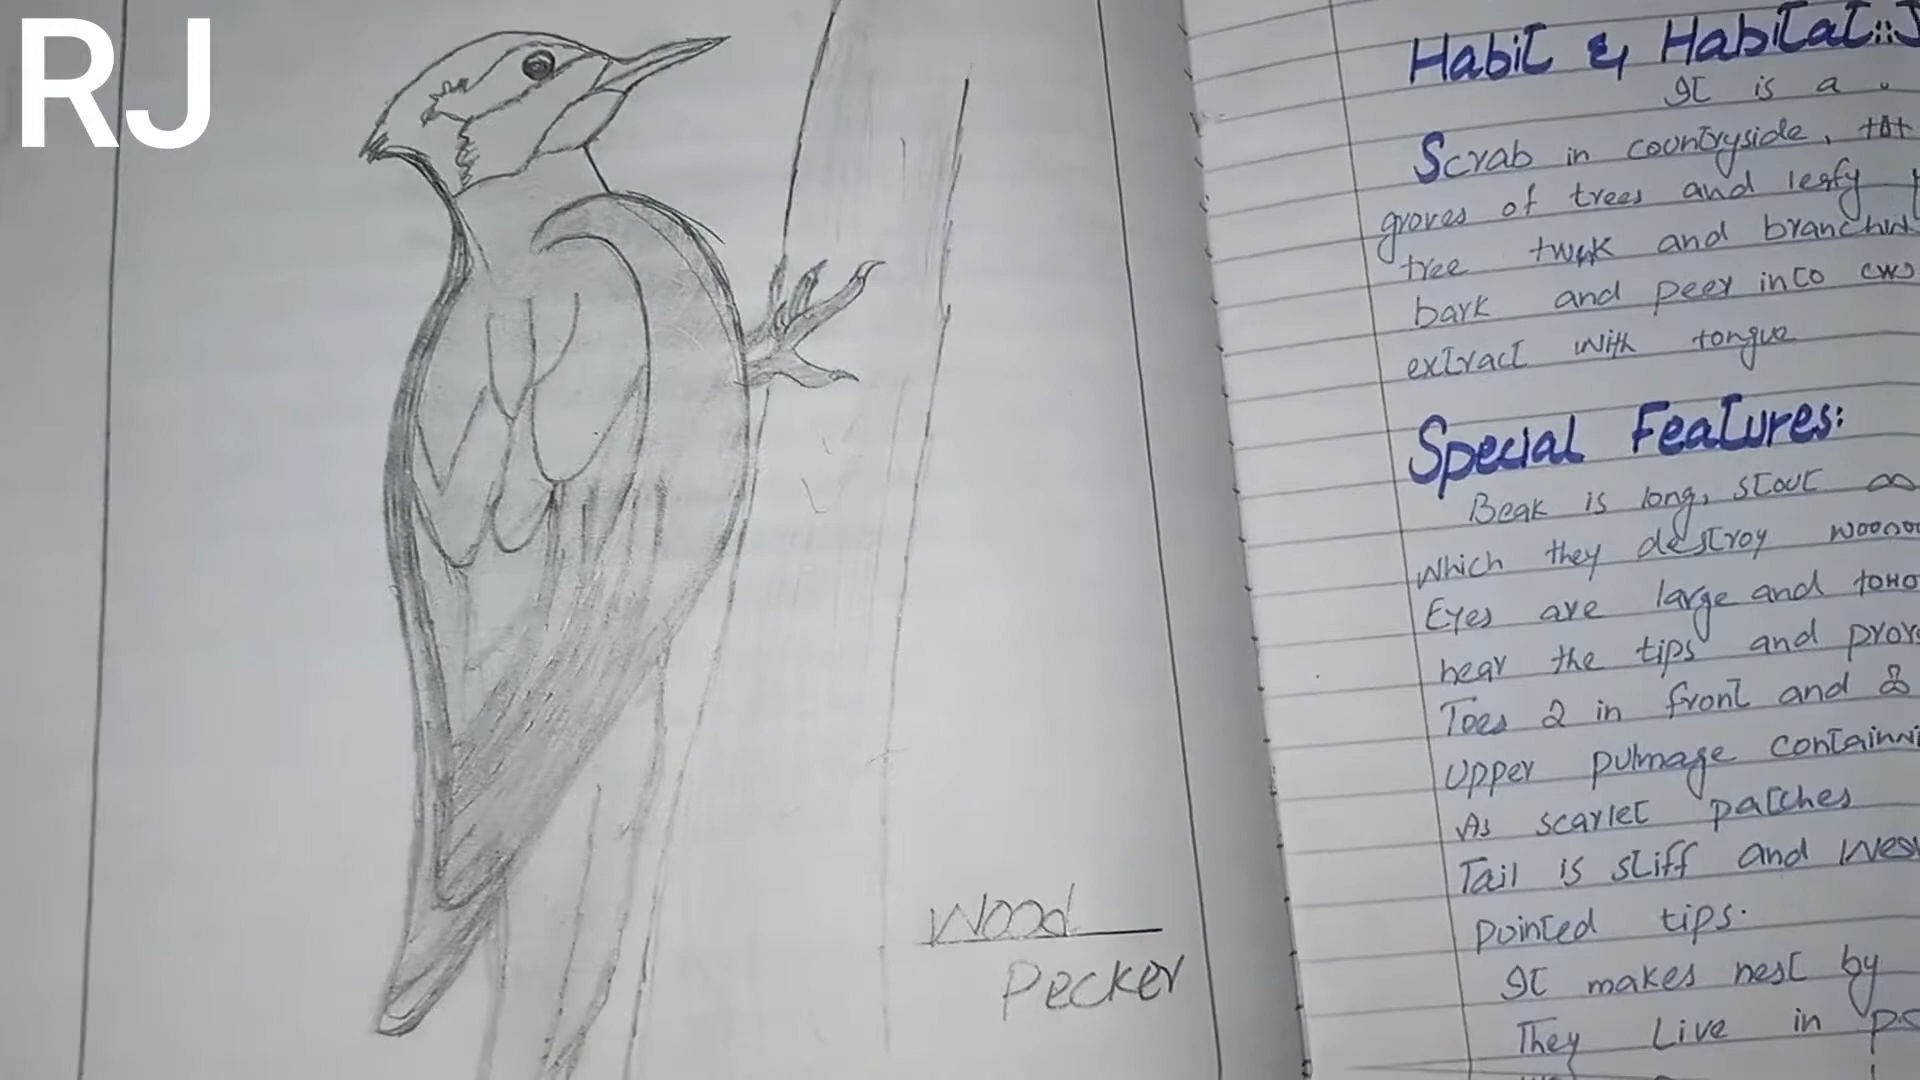 RJ
Wood
Pecker
Habit & Habitat::
It is a
Scrab in countryside,
groves of trees and leafy
tree and
bark and peer into
extract with tongue
Special Features:
Beak is long, stout
Which they destroy
Eyes are large and
near the tips and
Toes 2 in front and 2
Upper pulmage
As scarlet patches
Tail is stiff and
pointed tips.
It makes nest by
They Live in